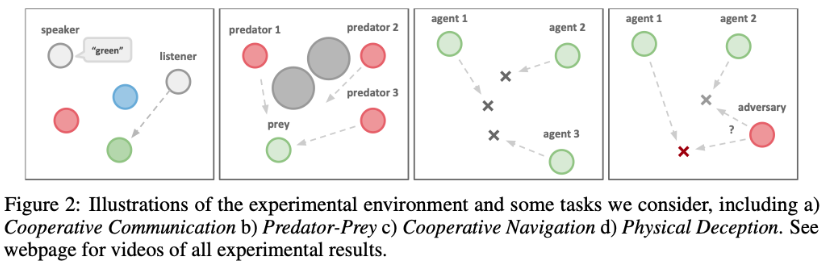 speaker
"green"
listener
predator 1
predator 2
predator 3
prey
agent 1
agent 2
agent 3
agent 1
agent 2
adversary
?
Figure 2: Illustrations of the experimental environment and some tasks we consider, including a)
Cooperative Communication b) Predator-Prey c) Cooperative Navigation d) Physical Deception. See
webpage for videos of all experimental results.